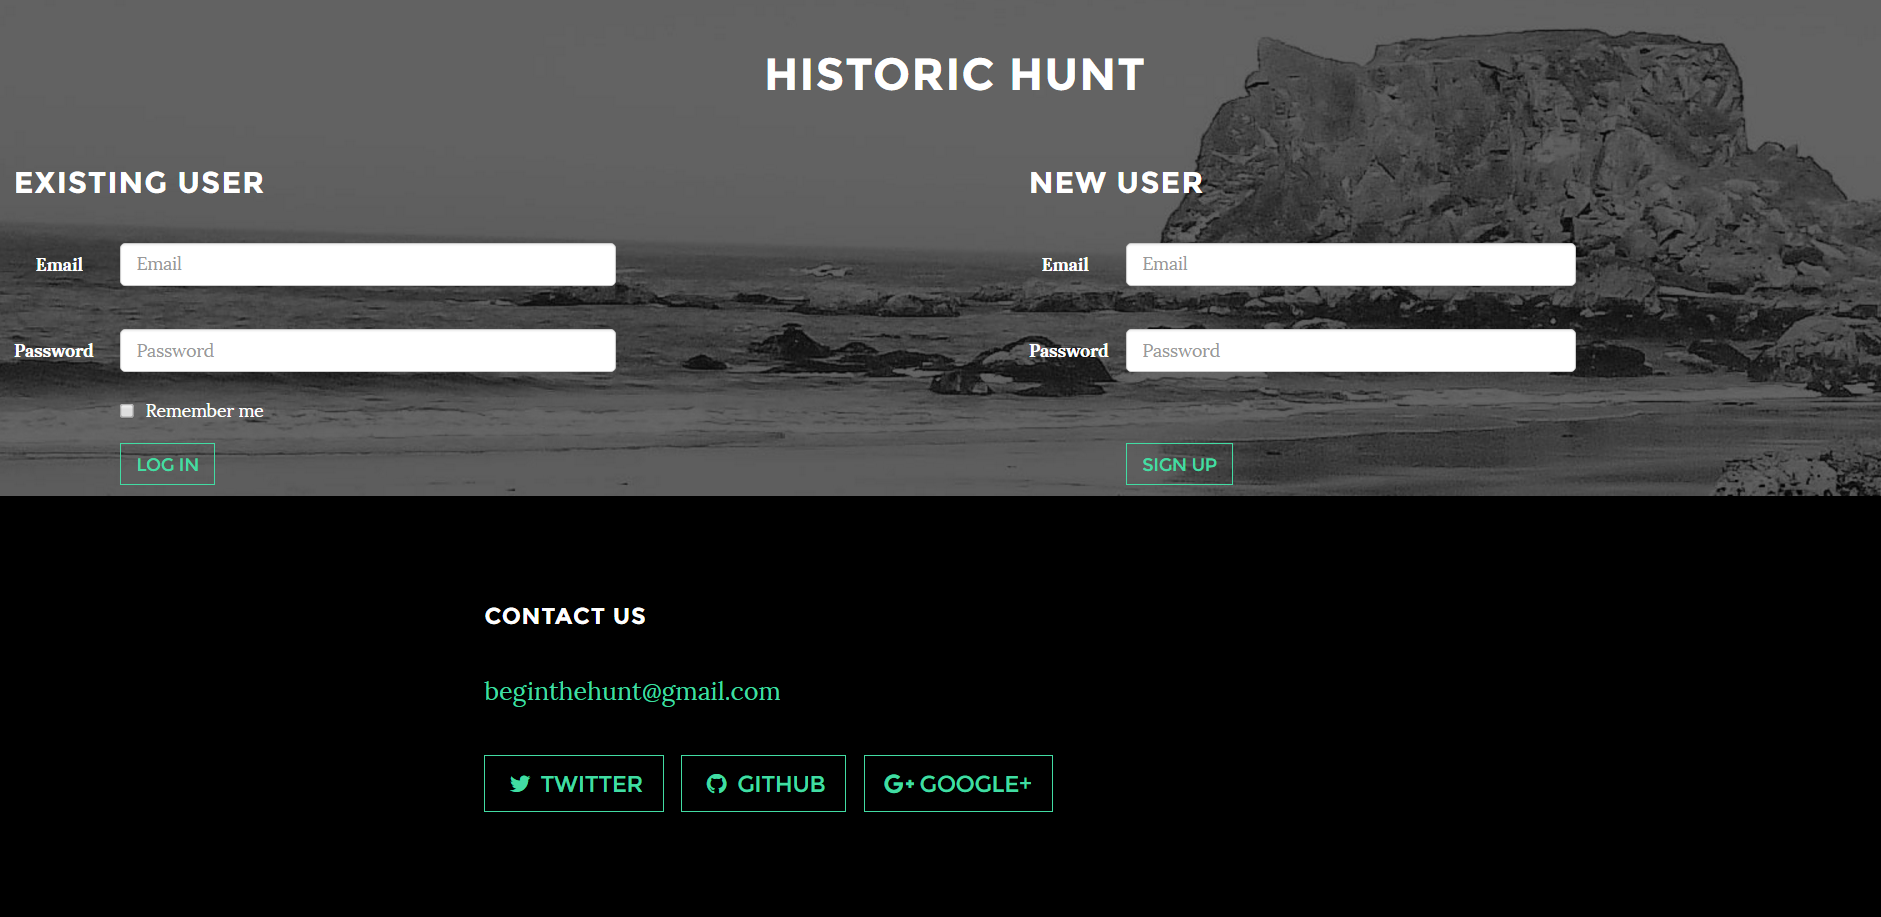 HISTORIC HUNT
EXISTING USER
Email
Email
Password
Password
Remember me
LOG IN
NEW USER
Email
Email
Password
Password
SIGN UP
CONTACT US
beginthehunt@gmail.com
TWITTER
GITHUB
G+ GOOGLE+